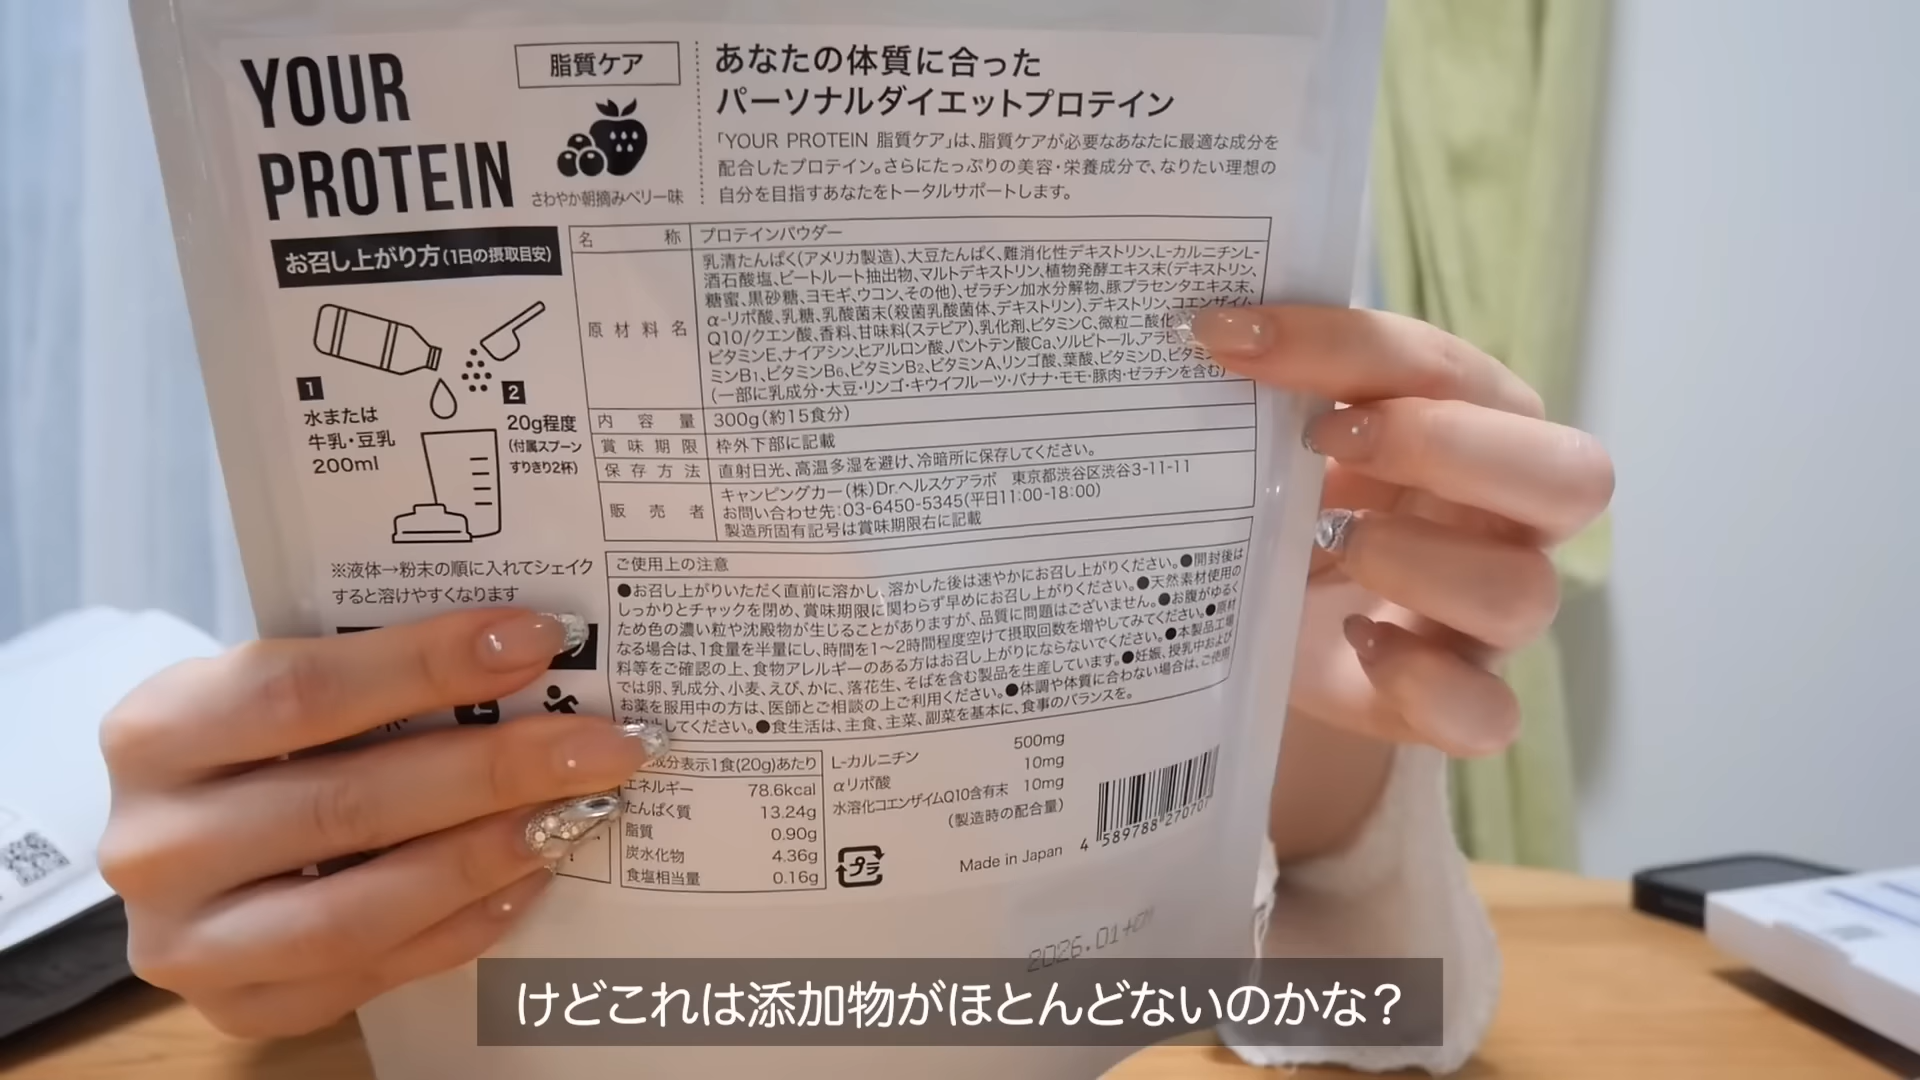 YOUR
PROTEIN
脂質ケア
さわやか朝摘みベリー味
あなたの体質に合った
パーソナルダイエットプロテイン
「YOUR PROTEIN 脂質ケア」は、脂質ケアが必要なあなたに最適な成分を
配合したプロテイン。さらにたっぷりの美容・栄養成分で、なりたい理想の
自分を目指すあなたをトータルサポートします。
お召し上がり方(1日の摂取目安)
1
水または
牛乳・豆乳
200ml
2
20g程度
(付属スプーン
すりきり2杯)
※液体→粉末の順に入れてシェイク
すると溶けやすくなります
名称 プロテインパウダー
原材料名
乳清たんぱく(アメリカ製造)、大豆たんぱく、難消化性デキストリン、L-カルニチンL-
酒石酸塩、ビートルート抽出物、マルトデキストリン、植物発酵エキス末(デキストリン、
糖蜜、黒砂糖、ヨモギ、ウコン、その他)、ゼラチン加水分解物、豚プラセンタエキス末、
α-リポ酸、乳糖、乳酸菌末(殺菌乳酸菌体、デキストリン)、デキストリン、コエンザイム
Q10/クエン酸、香料、甘味料(ステビア)、乳化剤、ビタミンC、微粒二酸化
ビタミンE、ナイアシン、ヒアルロン酸、パントテン酸Ca、ソルビトール、アラビ
ミンB1、ビタミンB6、ビタミンB2、ビタミンA、リンゴ酸、葉酸、ビタミンD、ビタミン
(一部に乳成分・大豆・リンゴ・キウイフルーツ・バナナ・モモ・豚肉・ゼラチンを含む)
内容量 300g(約15食分)
賞味期限 枠外下部に記載
保存方法 直射日光、高温多湿を避け、冷暗所に保存してください。
販売者
キャンピングカー(株)Dr.ヘルスケアラボ 東京都渋谷区渋谷3-11-11
お問い合わせ先:03-6450-5345(平日11:00-18:00)
製造所固有記号は賞味期限右に記載
ご使用上の注意
●お召し上がりいただく直前に溶かし、溶かした後は速やかにお召し上がりください。●開封後は
しっかりとチャックを閉め、賞味期限に関わらず早めにお召し上がりください。●天然素材使用の
ため色の濃い粒や沈殿物が生じることがありますが、品質に問題はございません。●お腹がゆるく
なる場合は、1食量を半量にし、時間を1〜2時間程度空けて摂取回数を増やしてみてください。●原材
料等をご確認の上、食物アレルギーのある方はお召し上がりにならないでください。●本製品工場
では卵、乳成分、小麦、えび、かに、落花生、そばを含む製品を生産しています。●妊娠、授乳中および
お薬を服用中の方は、医師とご相談の上ご利用ください。●体調や体質に合わない場合は、ご使用
を中止してください。●食生活は、主食、主菜、副菜を基本に、食事のバランスを。
成分表示1食(20g)あたり
エネルギー 78.6kcal
たんぱく質 13.24g
脂質 0.90g
炭水化物 4.36g
食塩相当量 0.16g
L-カルニチン 500mg
αリポ酸 10mg
水溶化コエンザイムQ10含有末 10mg
(製造時の配合量)
プラ
Made in Japan
4 589788 270707
2026.01
けどこれは添加物がほとんどないのかな？